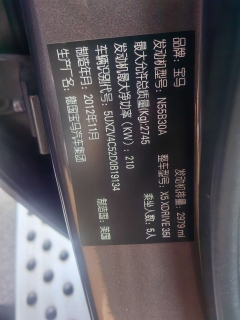 品牌：宝马
发动机型号：N55B30A 发动机排量：2979 ml
最大允许总质量(Kg):2745 整车型号：X5 XDRIVE 35I
发动机最大净功率（KW）：210 乘坐人数：5人
车辆识别代号：5UXZV4C52D0B19134
制造年月：2012年11月 制造国：美国
德国宝马汽车集团